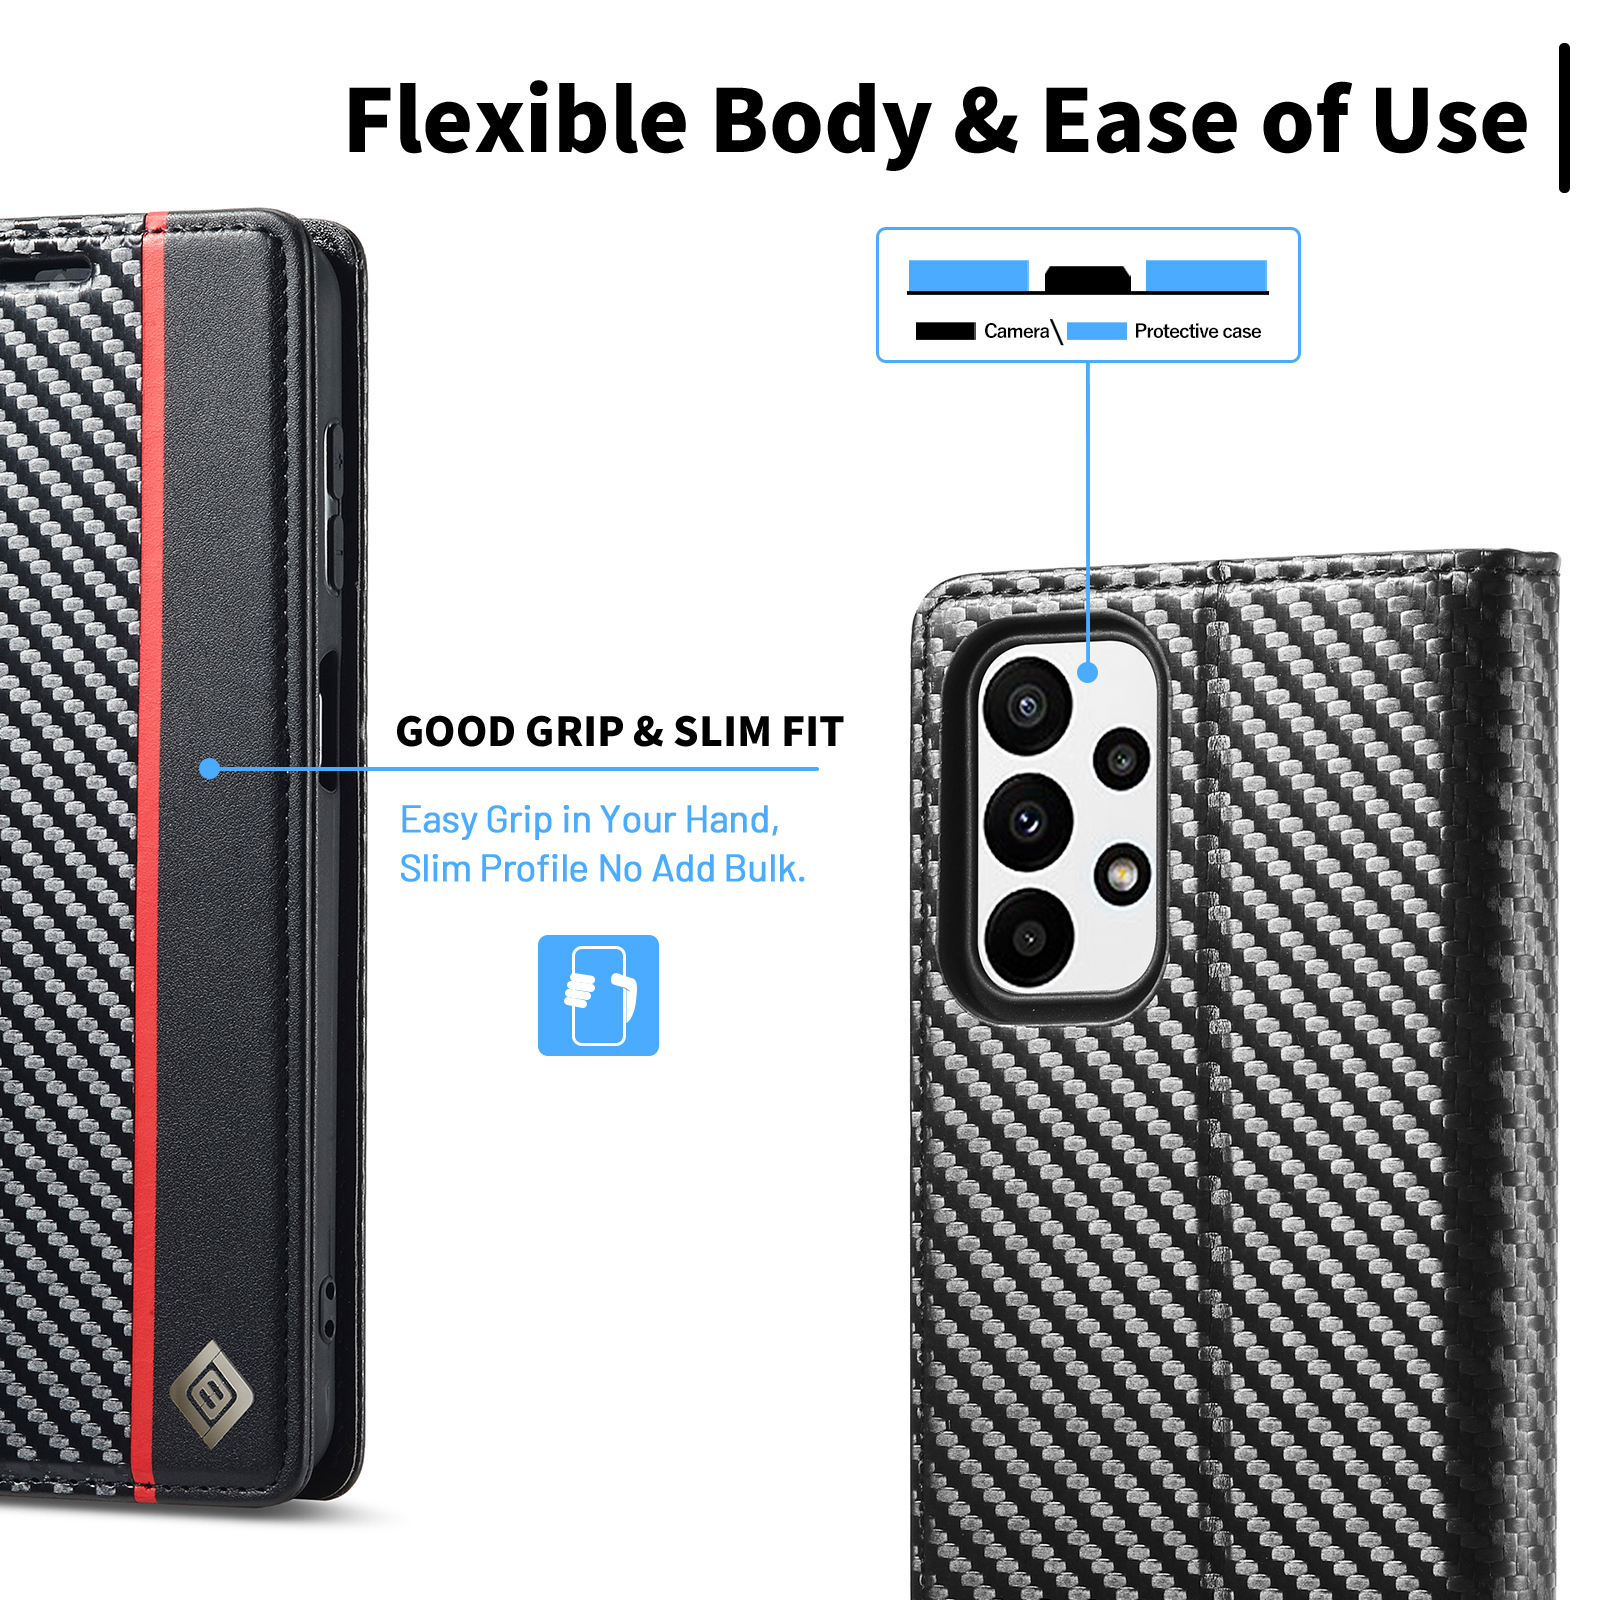 Flexible Body & Ease of Use
Camera\ Protective case
GOOD GRIP & SLIM FIT
Easy Grip in Your Hand,
Slim Profile No Add Bulk.